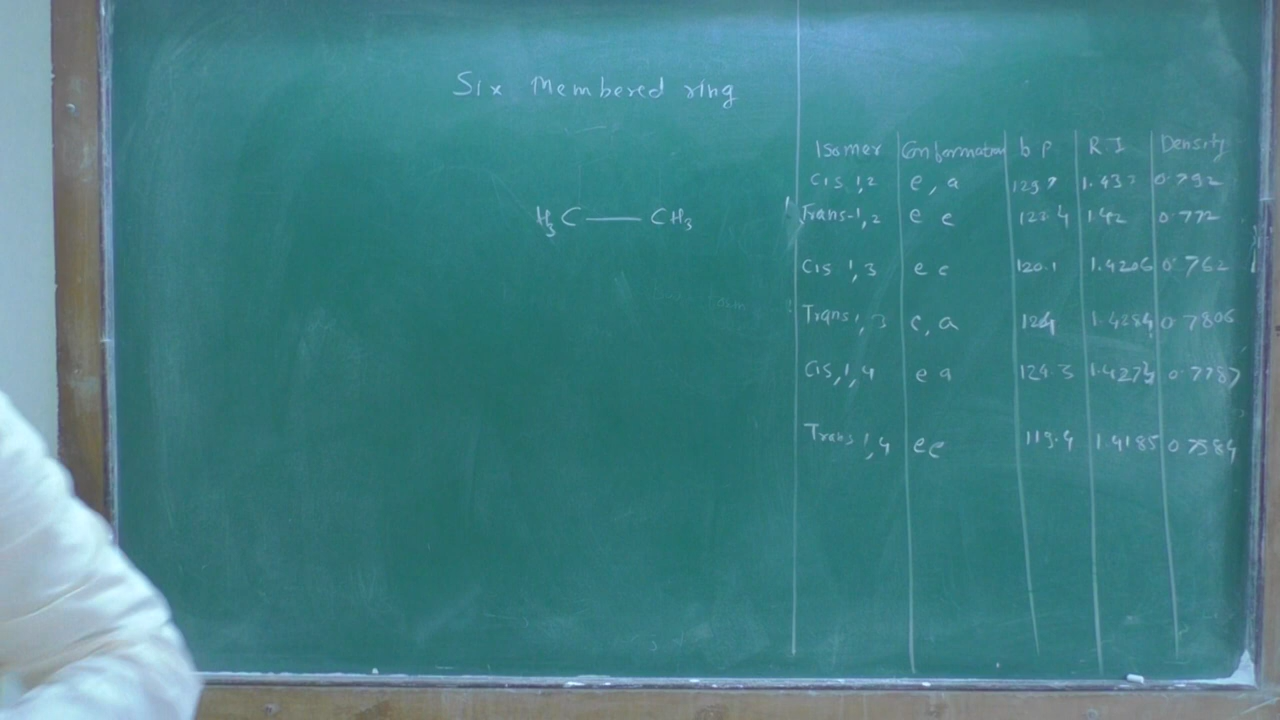 Six Membered ring
H3C — CH3
Isomer Conformation b p R.I Density
Cis 1,2 e, a 129.7 1.433 0.792
Trans-1,2 e e 123.4 1.42 0.772
Cis 1,3 e e 120.1 1.4206 0.762
Trans 1,3 e, a 124 1.4284 0.7806
Cis, 1,4 e a 124.3 1.4273 0.7787
Trans 1,4 ee 119.4 1.4185 0.7584